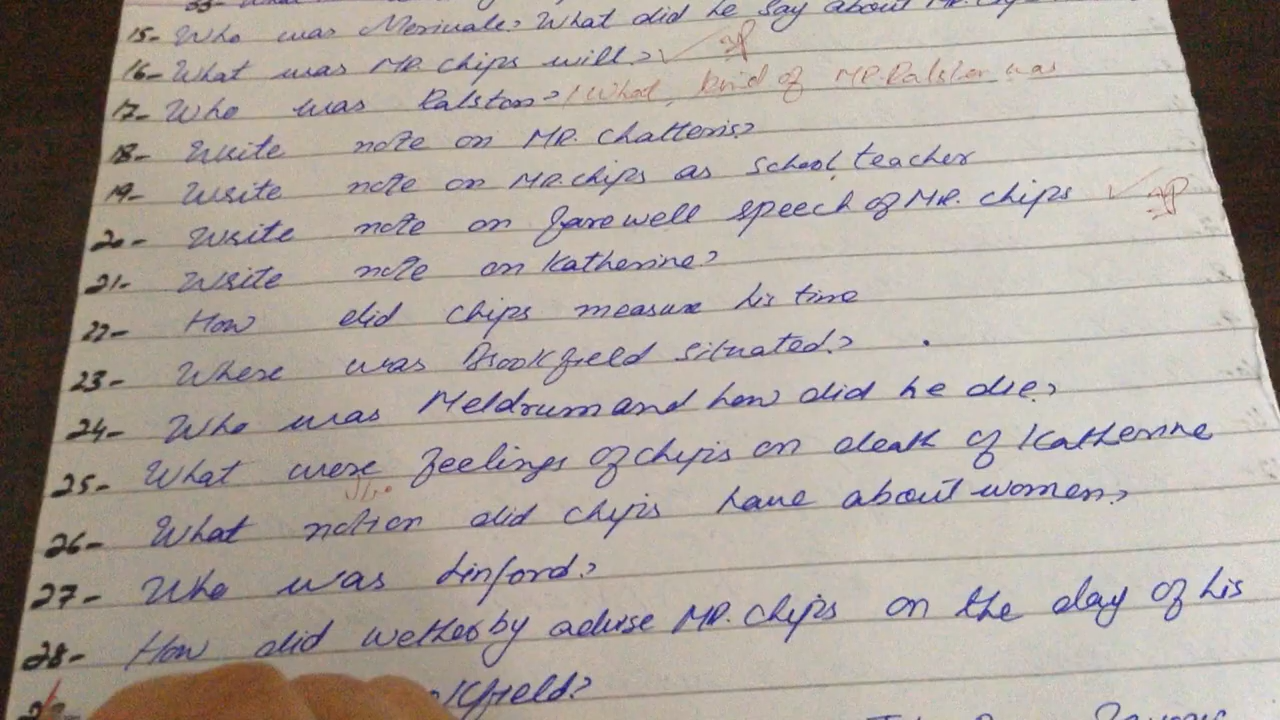 15- Who was Merivale? What did he say about MR. chips
16- What was MR. chips will? IP
17- Who was Ralston? / What kind of MR. Ralston was
18- Write note on MR. Chatteris?
19- Write note on MR. chips as school teacher
20- Write note on farewell speech of MR. chips IP
21- Write note on Katherine?
22- How did chips measure his time
23- Where was Brookfield situated?
24- Who was Meldrum and how did he die?
25- What were feelings of chips on death of Katherine
26- What notion did chips have about women?
27- Who was Linford?
28- How did wetherby advise MR. chips on the day of his
kfield?